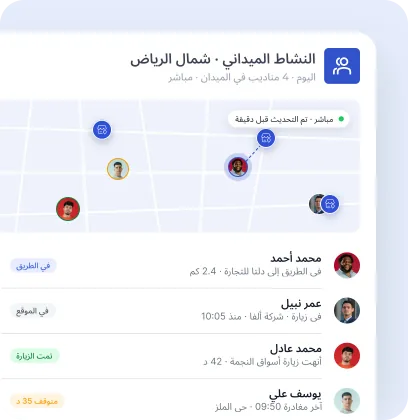 النشاط الميداني · شمال الرياض
اليوم · 4 مناديب في الميدان · مباشر
مباشر · تم التحديث قبل دقيقة
محمد أحمد
في الطريق إلى دلتا للتجارة · 2.4 كم
في الطريق
عمر نبيل
في زيارة · شركة ألفا · منذ 10:05
في الموقع
محمد عادل
أنهت زيارة أسواق النجمة · 42 د
تمت الزيارة
يوسف علي
آخر مغادرة 09:50 · حي الملز
متوقف 35 د